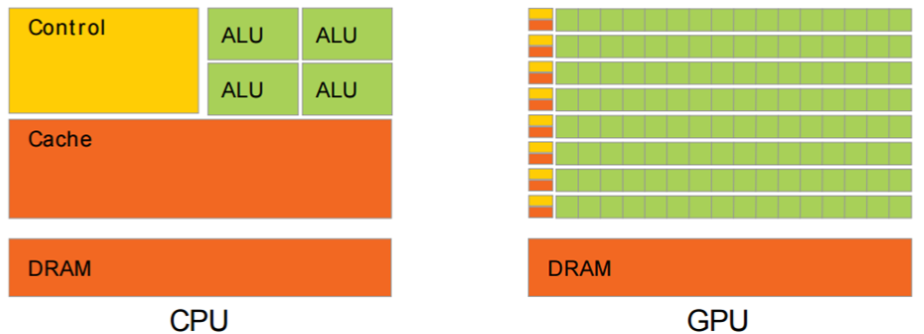 Control
ALU ALU
ALU ALU
Cache
DRAM
CPU
DRAM
GPU